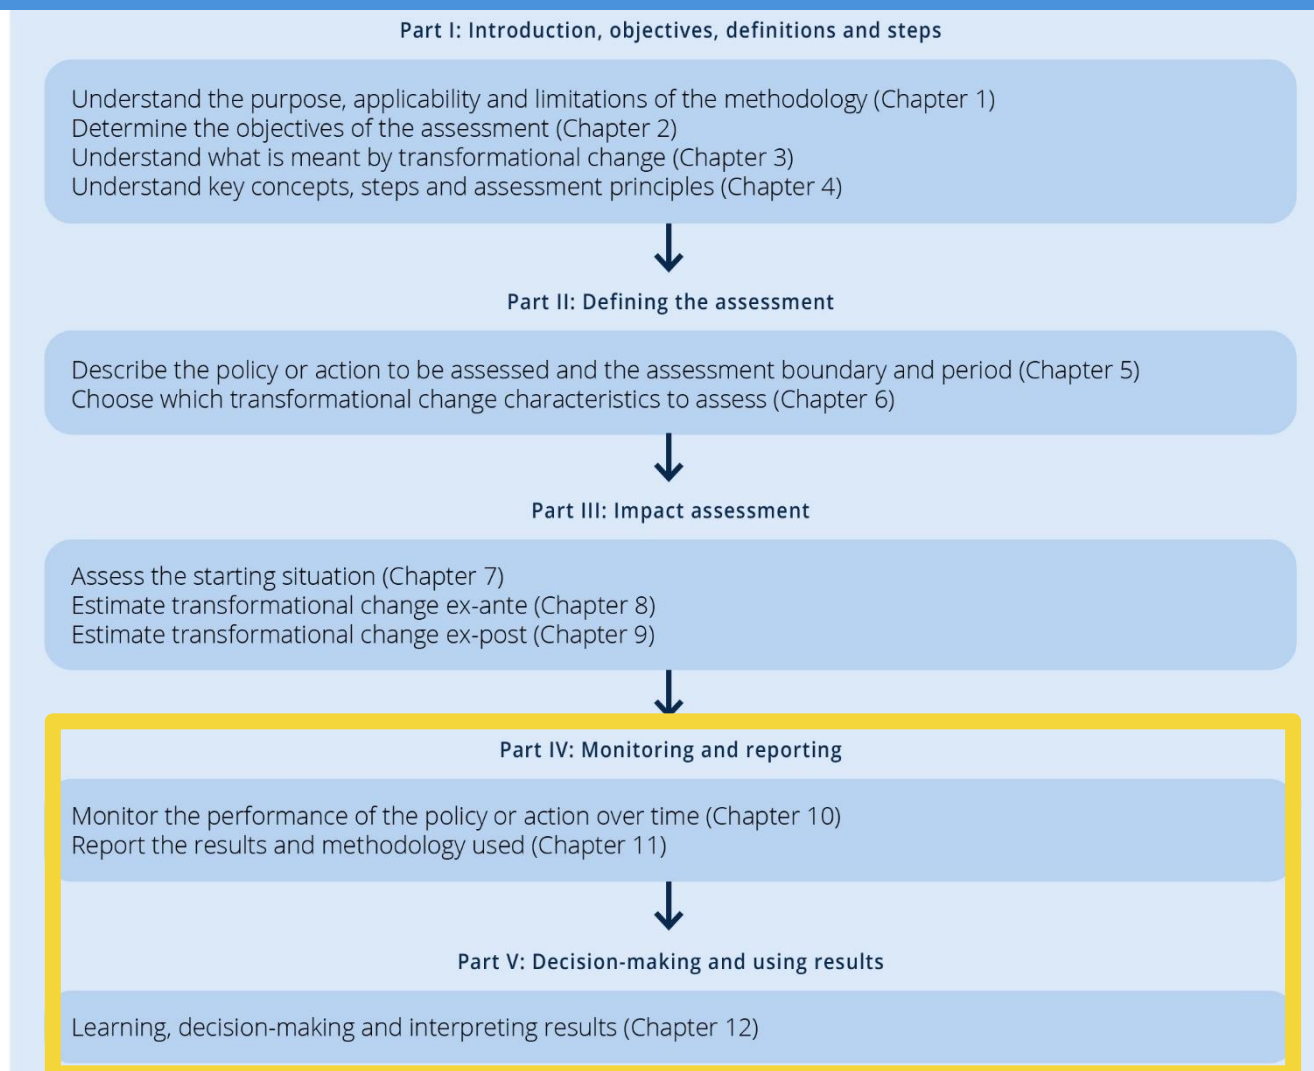 Part I: Introduction, objectives, definitions and steps
Understand the purpose, applicability and limitations of the methodology (Chapter 1)
Determine the objectives of the assessment (Chapter 2)
Understand what is meant by transformational change (Chapter 3)
Understand key concepts, steps and assessment principles (Chapter 4)
Part II: Defining the assessment
Describe the policy or action to be assessed and the assessment boundary and period (Chapter 5)
Choose which transformational change characteristics to assess (Chapter 6)
Part III: Impact assessment
Assess the starting situation (Chapter 7)
Estimate transformational change ex-ante (Chapter 8)
Estimate transformational change ex-post (Chapter 9)
Part IV: Monitoring and reporting
Monitor the performance of the policy or action over time (Chapter 10)
Report the results and methodology used (Chapter 11)
Part V: Decision-making and using results
Learning, decision-making and interpreting results (Chapter 12)